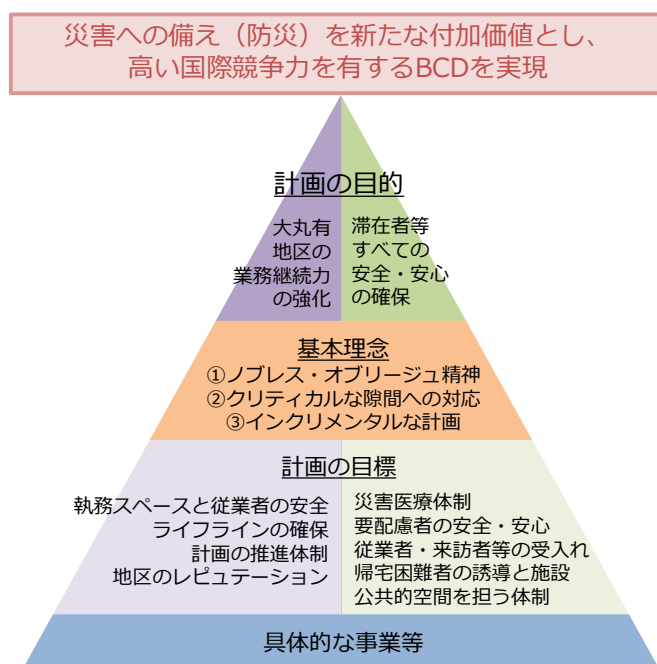 災害への備え（防災）を新たな付加価値とし、
高い国際競争力を有するBCDを実現
計画の目的
大丸有
地区の
業務継続力
の強化
滞在者等
すべての
安全・安心
の確保
基本理念
①ノブレス・オブリージュ精神
②クリティカルな隙間への対応
③インクリメンタルな計画
計画の目標
執務スペースと従業者の安全
ライフラインの確保
計画の推進体制
地区のレピュテーション
災害医療体制
要配慮者の安全・安心
従業者・来訪者等の受入れ
帰宅困難者の誘導と施設
公共的空間を担う体制
具体的な事業等